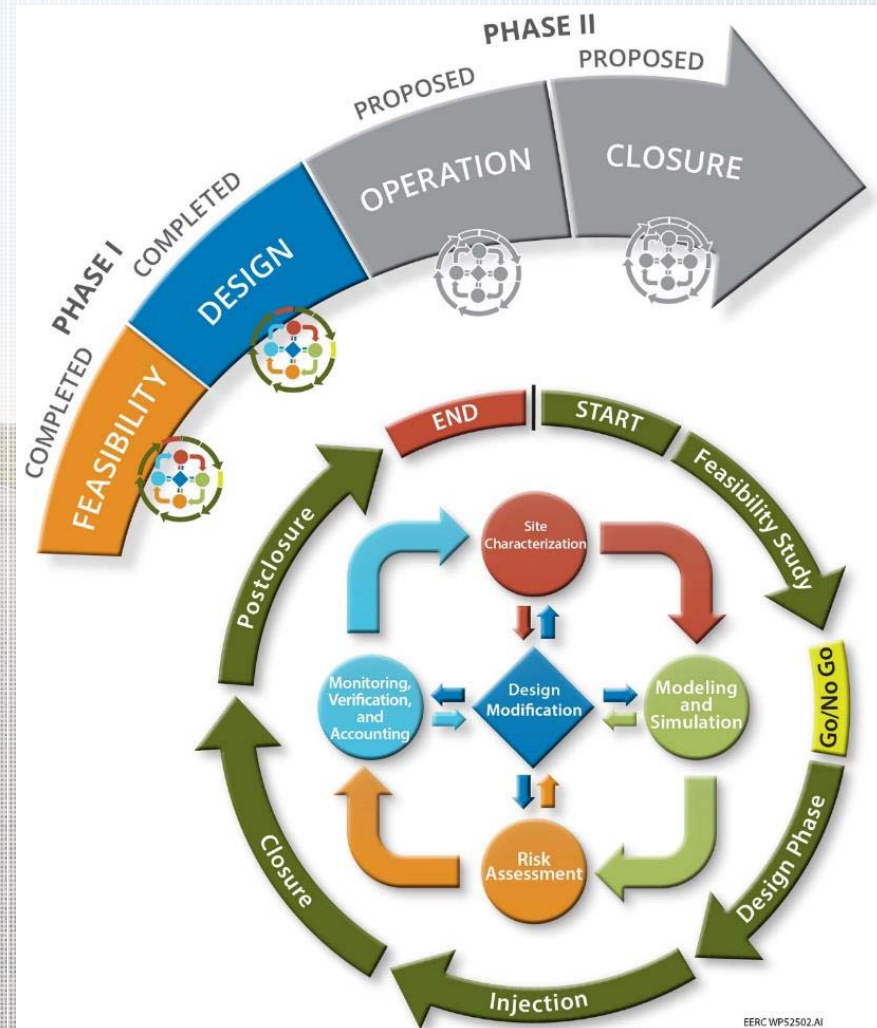 PHASE II
PROPOSED
PROPOSED
OPERATION
CLOSURE
PHASE I
COMPLETED
DESIGN
COMPLETED
FEASIBILITY
END
START
Feasibility Study
Go/No Go
Design Phase
Injection
Closure
Postclosure
Site
Characterization
Monitoring,
Verification,
and
Accounting
Design
Modification
Modeling
and
Simulation
Risk
Assessment
EERC WP52502.AI